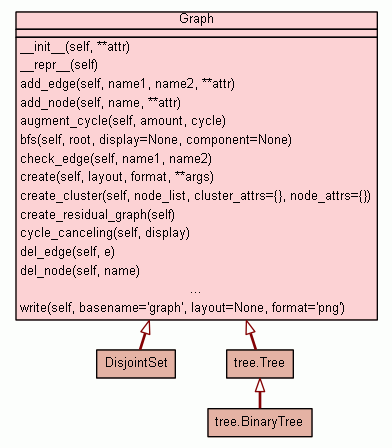 Graph
__init__(self, **attr)
__repr__(self)
add_edge(self, name1, name2, **attr)
add_node(self, name, **attr)
augment_cycle(self, amount, cycle)
bfs(self, root, display=None, component=None)
check_edge(self, name1, name2)
create(self, layout, format, **args)
create_cluster(self, node_list, cluster_attrs={}, node_attrs={})
create_residual_graph(self)
cycle_canceling(self, display)
del_edge(self, e)
del_node(self, name)
...
write(self, basename='graph', layout=None, format='png')
DisjointSet
tree.Tree
tree.BinaryTree